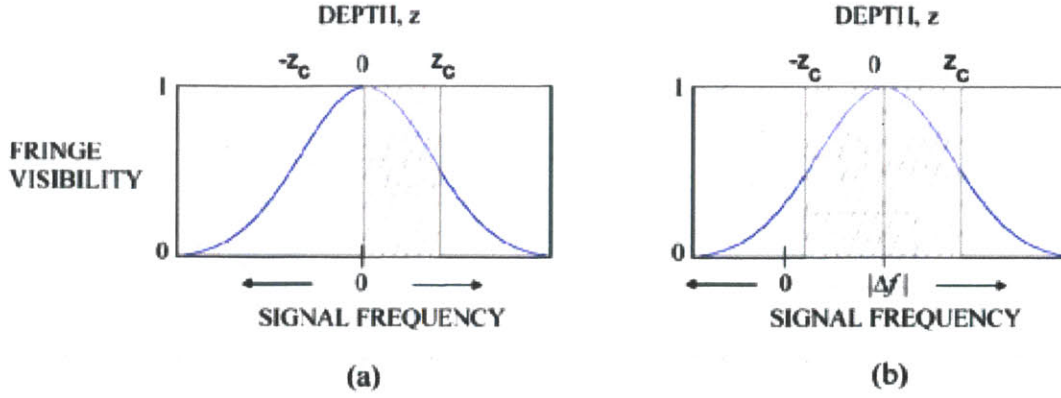 DEPTH, z
-zc 0 zc
1
FRINGE
VISIBILITY
0
0
SIGNAL FREQUENCY
(a)
DEPTH, z
-zc 0 zc
1
0
0 |Δf|
SIGNAL FREQUENCY
(b)